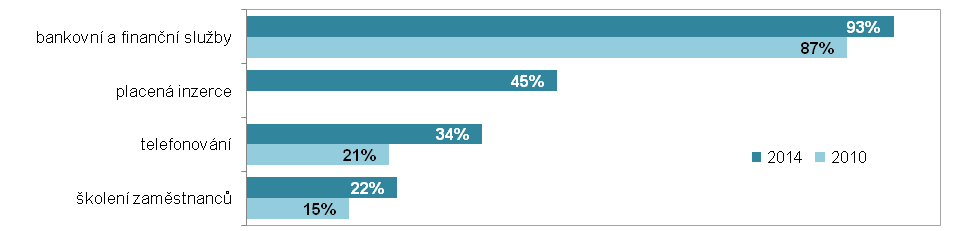 bankovní a finanční služby
93%
87%
placená inzerce
45%
telefonování
34%
21%
2014
2010
školení zaměstnanců
22%
15%